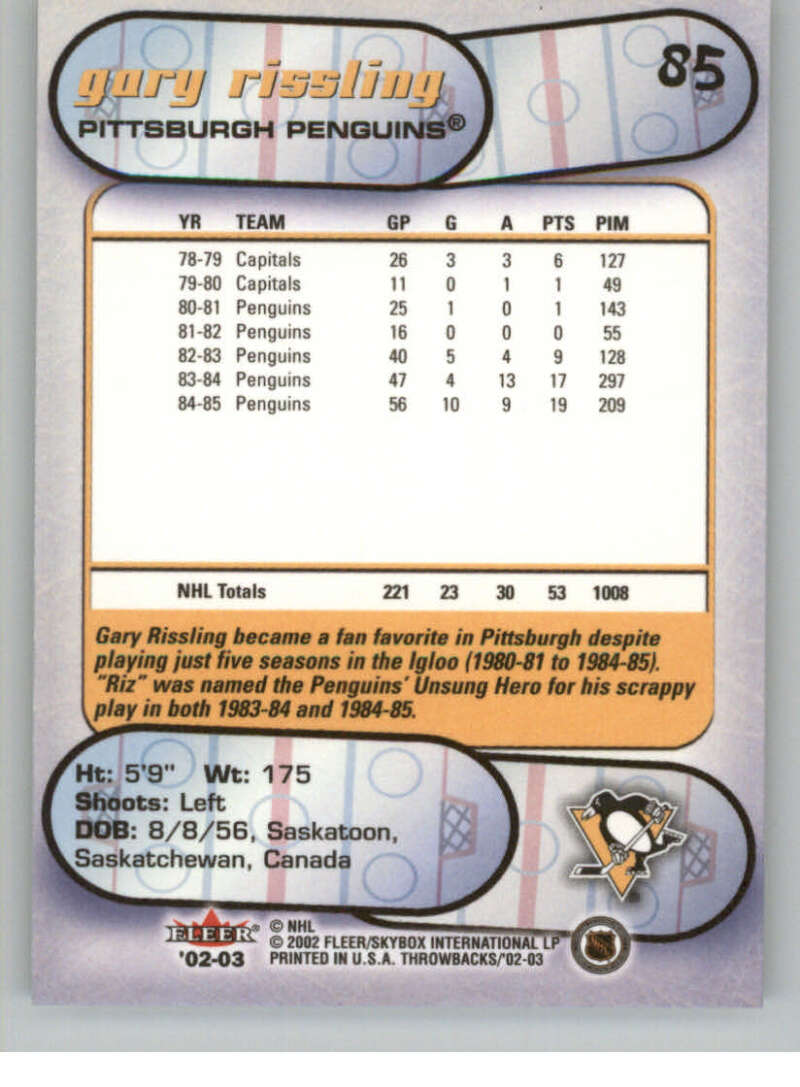 gary rissling
PITTSBURGH PENGUINS®
85
YR TEAM GP G A PTS PIM
78-79 Capitals 26 3 3 6 127
79-80 Capitals 11 0 1 1 49
80-81 Penguins 25 1 0 1 143
81-82 Penguins 16 0 0 0 55
82-83 Penguins 40 5 4 9 128
83-84 Penguins 47 4 13 17 297
84-85 Penguins 56 10 9 19 209
NHL Totals 221 23 30 53 1008
Gary Rissling became a fan favorite in Pittsburgh despite
playing just five seasons in the Igloo (1980-81 to 1984-85).
"Riz" was named the Penguins' Unsung Hero for his scrappy
play in both 1983-84 and 1984-85.
Ht: 5'9" Wt: 175
Shoots: Left
DOB: 8/8/56, Saskatoon,
Saskatchewan, Canada
FLEER®
'02-03
© NHL
© 2002 FLEER/SKYBOX INTERNATIONAL LP
PRINTED IN U.S.A. THROWBACKS/'02-03